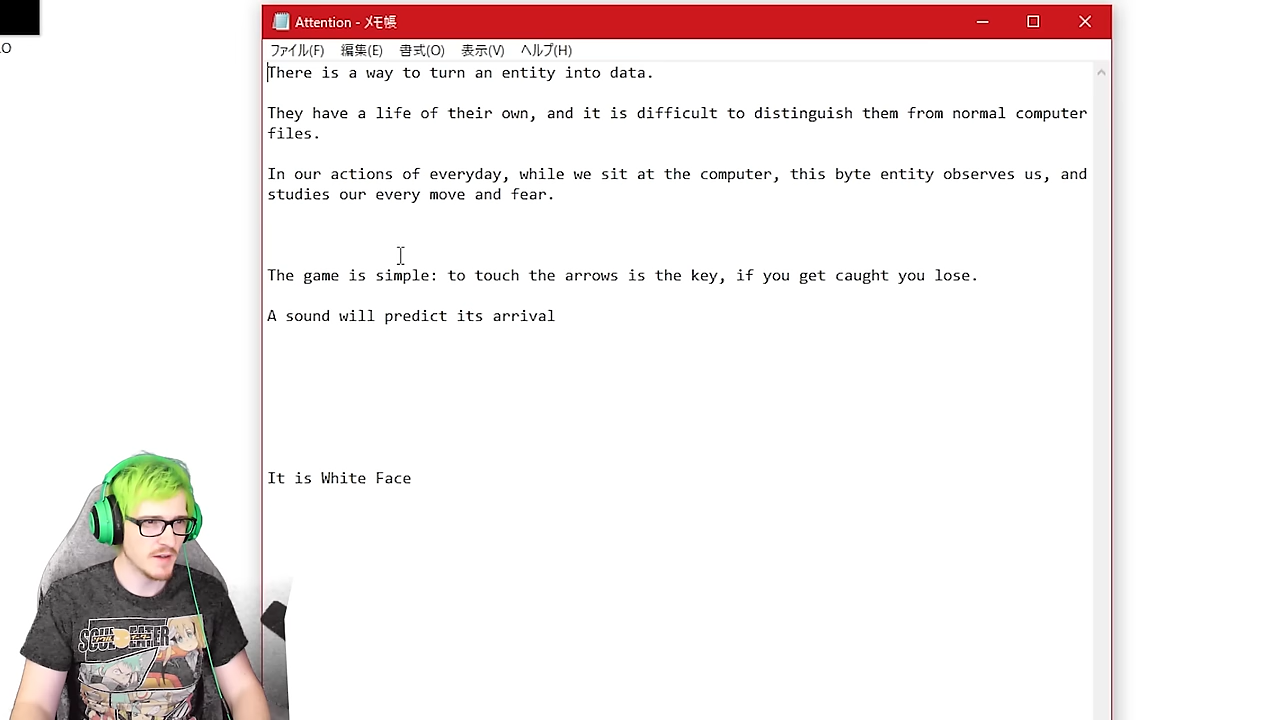 Attention - メモ帳
ファイル(F) 編集(E) 書式(O) 表示(V) ヘルプ(H)
There is a way to turn an entity into data.
They have a life of their own, and it is difficult to distinguish them from normal computer
files.
In our actions of everyday, while we sit at the computer, this byte entity observes us, and
studies our every move and fear.
The game is simple: to touch the arrows is the key, if you get caught you lose.
A sound will predict its arrival
It is White Face
SOUL EATER